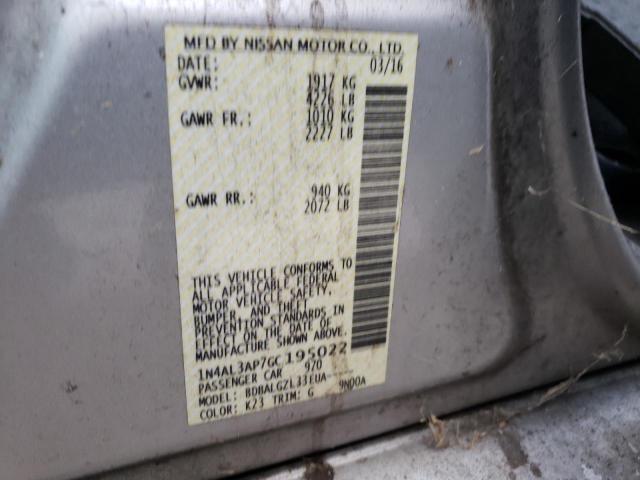 MFD BY NISSAN MOTOR CO., LTD.
DATE: 03/16
GVWR: 1917 KG
4226 LB
GAWR FR.: 1010 KG
2227 LB
GAWR RR.: 940 KG
2072 LB
THIS VEHICLE CONFORMS TO
ALL APPLICABLE FEDERAL
MOTOR VEHICLE SAFETY,
BUMPER, AND THEFT
PREVENTION STANDARDS IN
EFFECT ON THE DATE OF
MANUFACTURE SHOWN ABOVE.
1N4AL3AP7GC195022
PASSENGER CAR 970
MODEL: BDBALGZL33EUA----9N00A
COLOR: K23 TRIM: G